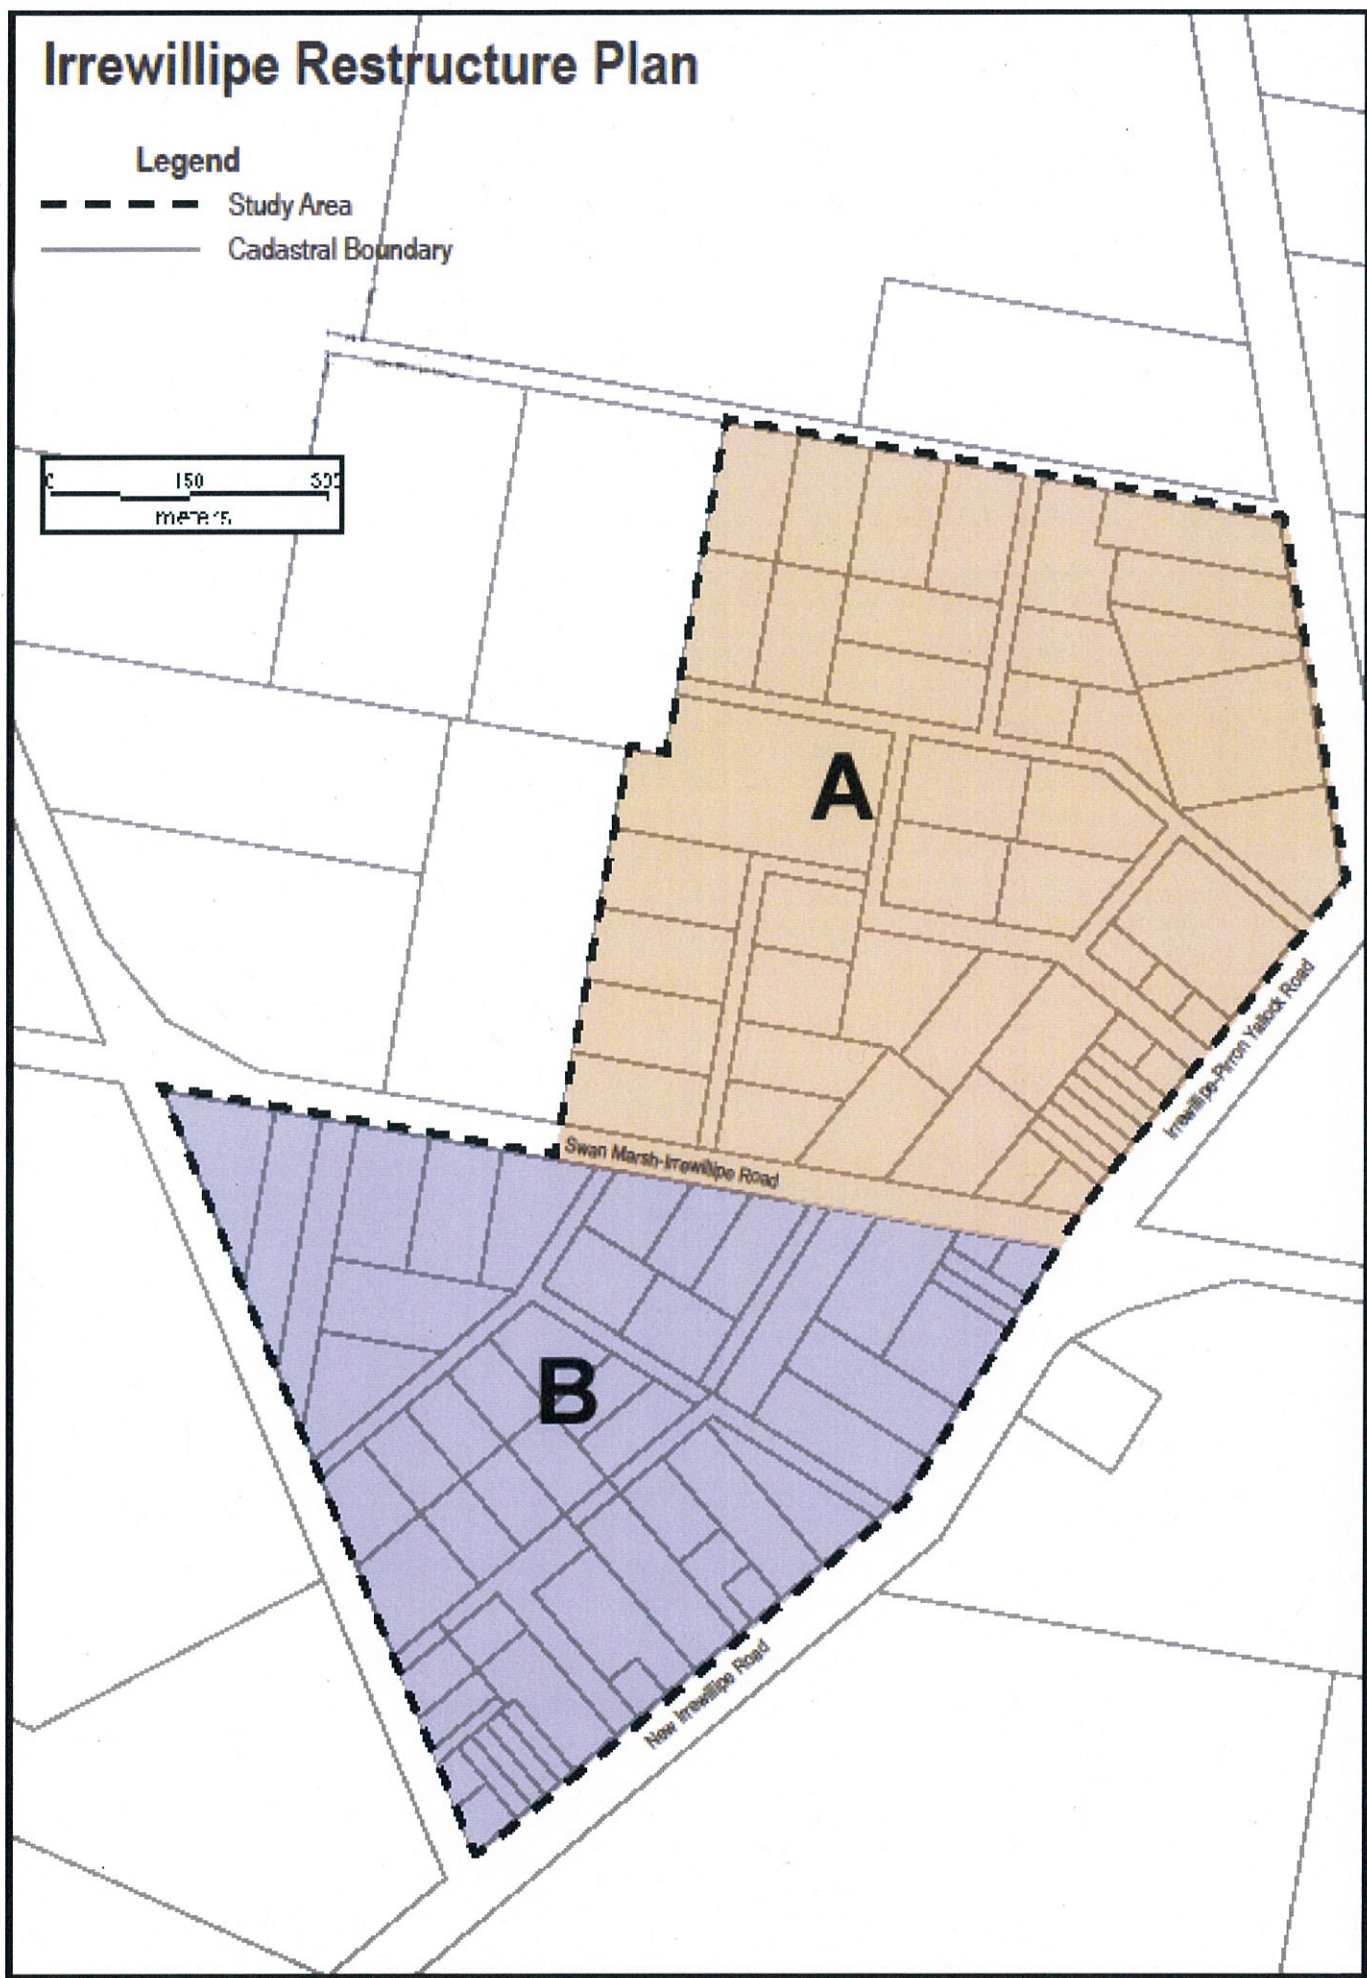 Irrewillipe Restructure Plan
Legend
Study Area
Cadastral Boundary
150
meters
A
Irrewillipe-Pirron Yallock Road
Swan Marsh-Irrewillipe Road
B
New Irrewillipe Road